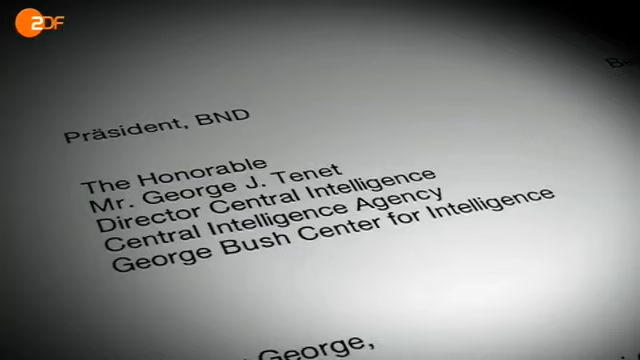 2DF
Präsident, BND
The Honorable
Mr. George J. Tenet
Director Central Intelligence
Central Intelligence Agency
George Bush Center for Intelligence
George,